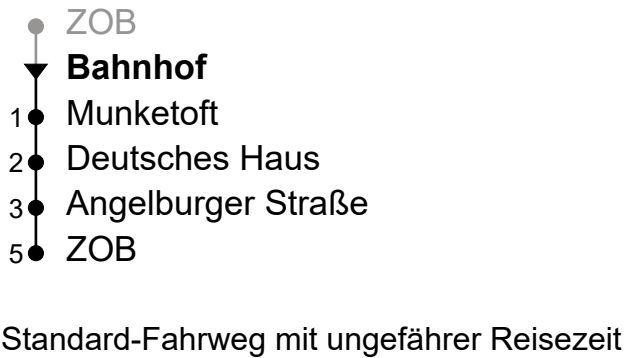 ZOB
Bahnhof
1 Munketoft
2 Deutsches Haus
3 Angelburger Straße
5 ZOB
Standard-Fahrweg mit ungefährer Reisezeit